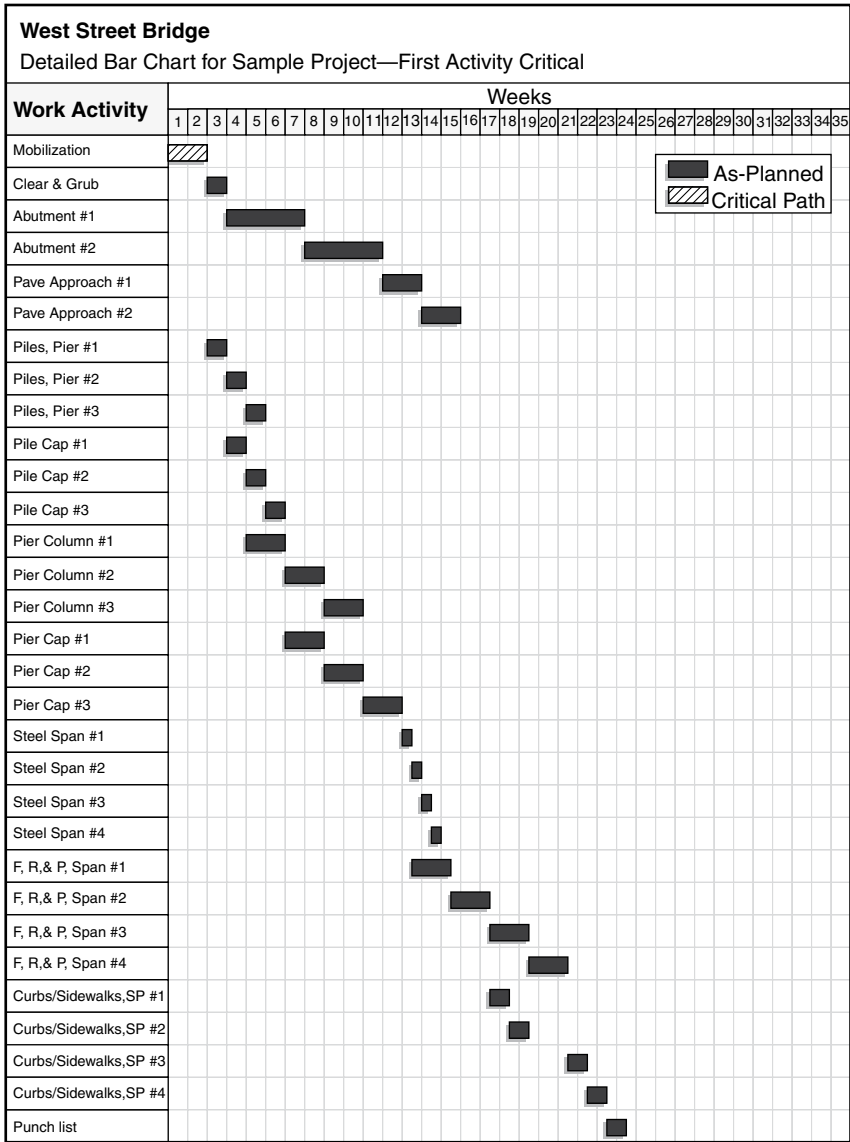 West Street Bridge
Detailed Bar Chart for Sample Project—First Activity Critical
Work Activity
Weeks
1 2 3 4 5 6 7 8 9 10 11 12 13 14 15 16 17 18 19 20 21 22 23 24 25 26 27 28 29 30 31 32 33 34 35
Mobilization
As-Planned
Critical Path
Clear & Grub
Abutment #1
Abutment #2
Pave Approach #1
Pave Approach #2
Piles, Pier #1
Piles, Pier #2
Piles, Pier #3
Pile Cap #1
Pile Cap #2
Pile Cap #3
Pier Column #1
Pier Column #2
Pier Column #3
Pier Cap #1
Pier Cap #2
Pier Cap #3
Steel Span #1
Steel Span #2
Steel Span #3
Steel Span #4
F, R,& P, Span #1
F, R,& P, Span #2
F, R,& P, Span #3
F, R,& P, Span #4
Curbs/Sidewalks,SP #1
Curbs/Sidewalks,SP #2
Curbs/Sidewalks,SP #3
Curbs/Sidewalks,SP #4
Punch list